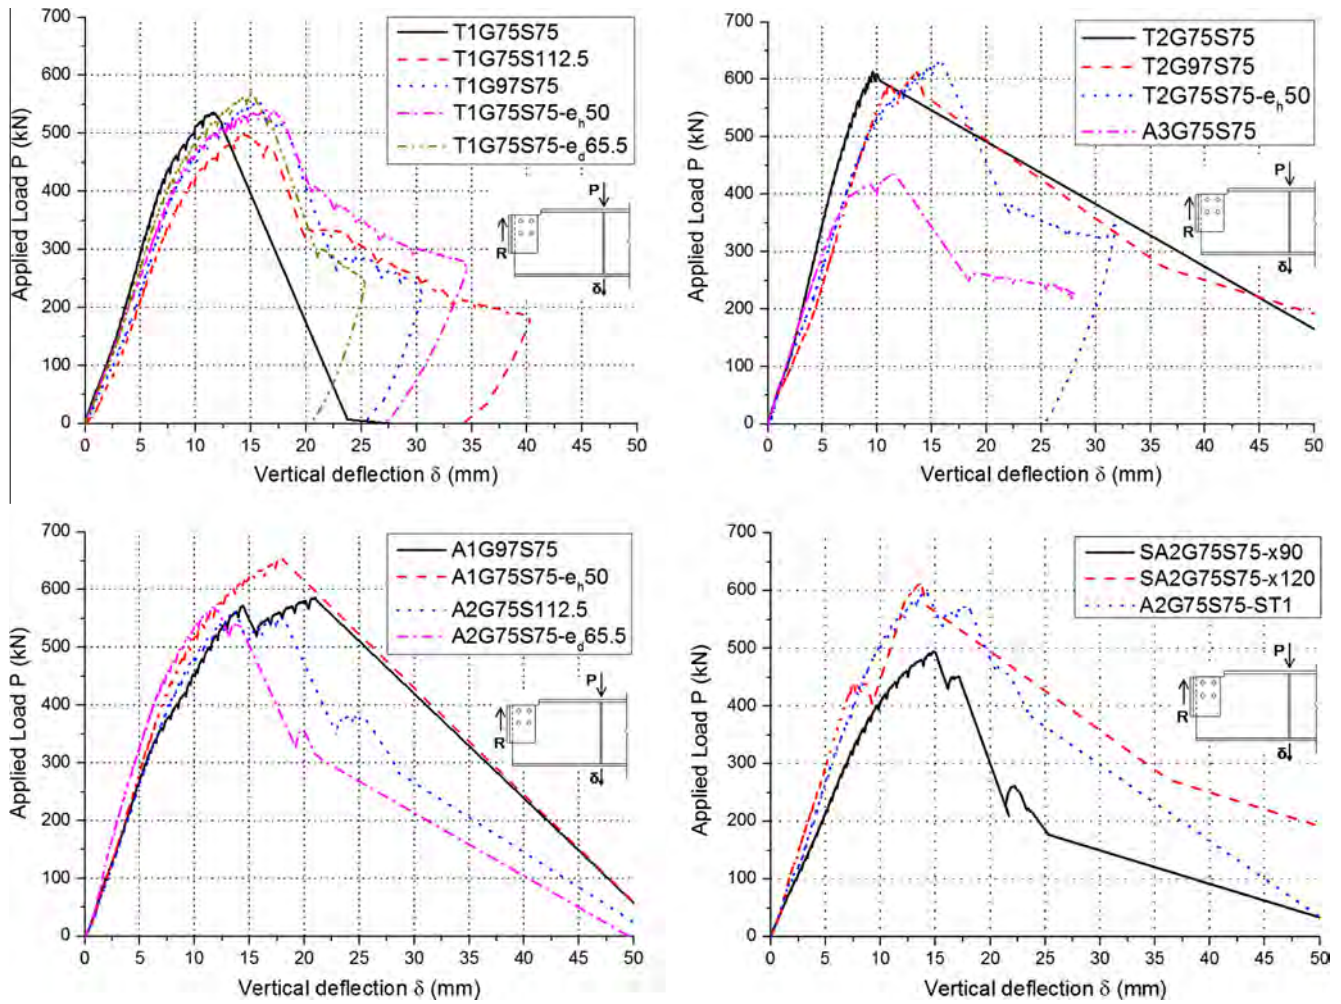 700
600
500
400
300
200
100
0
Applied Load P (kN)
T1G75S75
T1G75S112.5
T1G97S75
T1G75S75-eh50
T1G75S75-ed65.5
P
R
δ
0 5 10 15 20 25 30 35 40 45 50
Vertical deflection δ (mm)
700
600
500
400
300
200
100
0
Applied Load P (kN)
T2G75S75
T2G97S75
T2G75S75-eh50
A3G75S75
P
R
δ
0 5 10 15 20 25 30 35 40 45 50
Vertical deflection δ (mm)
700
600
500
400
300
200
100
0
Applied Load P (kN)
A1G97S75
A1G75S75-eh50
A2G75S112.5
A2G75S75-ed65.5
P
R
δ
0 5 10 15 20 25 30 35 40 45 50
Vertical deflection δ (mm)
700
600
500
400
300
200
100
0
Applied Load P (kN)
SA2G75S75-x90
SA2G75S75-x120
A2G75S75-ST1
P
R
δ
0 5 10 15 20 25 30 35 40 45 50
Vertical deflection δ (mm)